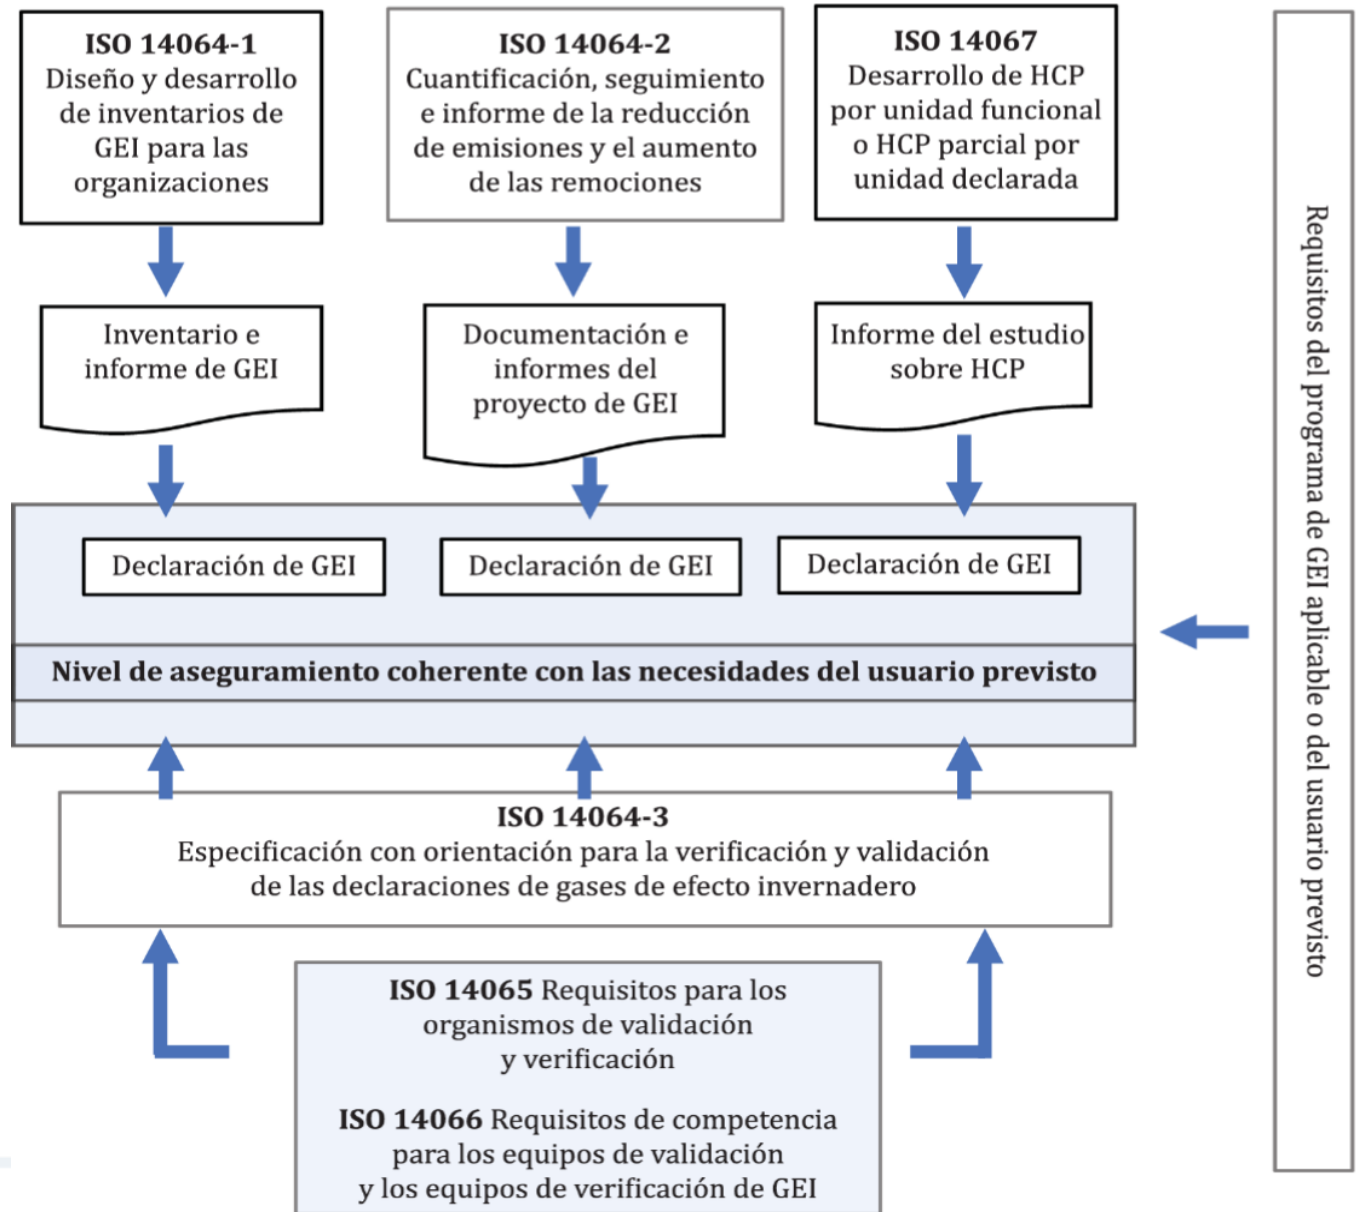 ISO 14064-1
Diseño y desarrollo
de inventarios de
GEI para las
organizaciones
ISO 14064-2
Cuantificación, seguimiento
e informe de la reducción
de emisiones y el aumento
de las remociones
ISO 14067
Desarrollo de HCP
por unidad funcional
o HCP parcial por
unidad declarada
Inventario e
informe de GEI
Documentación e
informes del
proyecto de GEI
Informe del estudio
sobre HCP
Declaración de GEI
Declaración de GEI
Declaración de GEI
Nivel de aseguramiento coherente con las necesidades del usuario previsto
ISO 14064-3
Especificación con orientación para la verificación y validación
de las declaraciones de gases de efecto invernadero
ISO 14065 Requisitos para los
organismos de validación
y verificación
ISO 14066 Requisitos de competencia
para los equipos de validación
y los equipos de verificación de GEI
Requisitos del programa de GEI aplicable o del usuario previsto